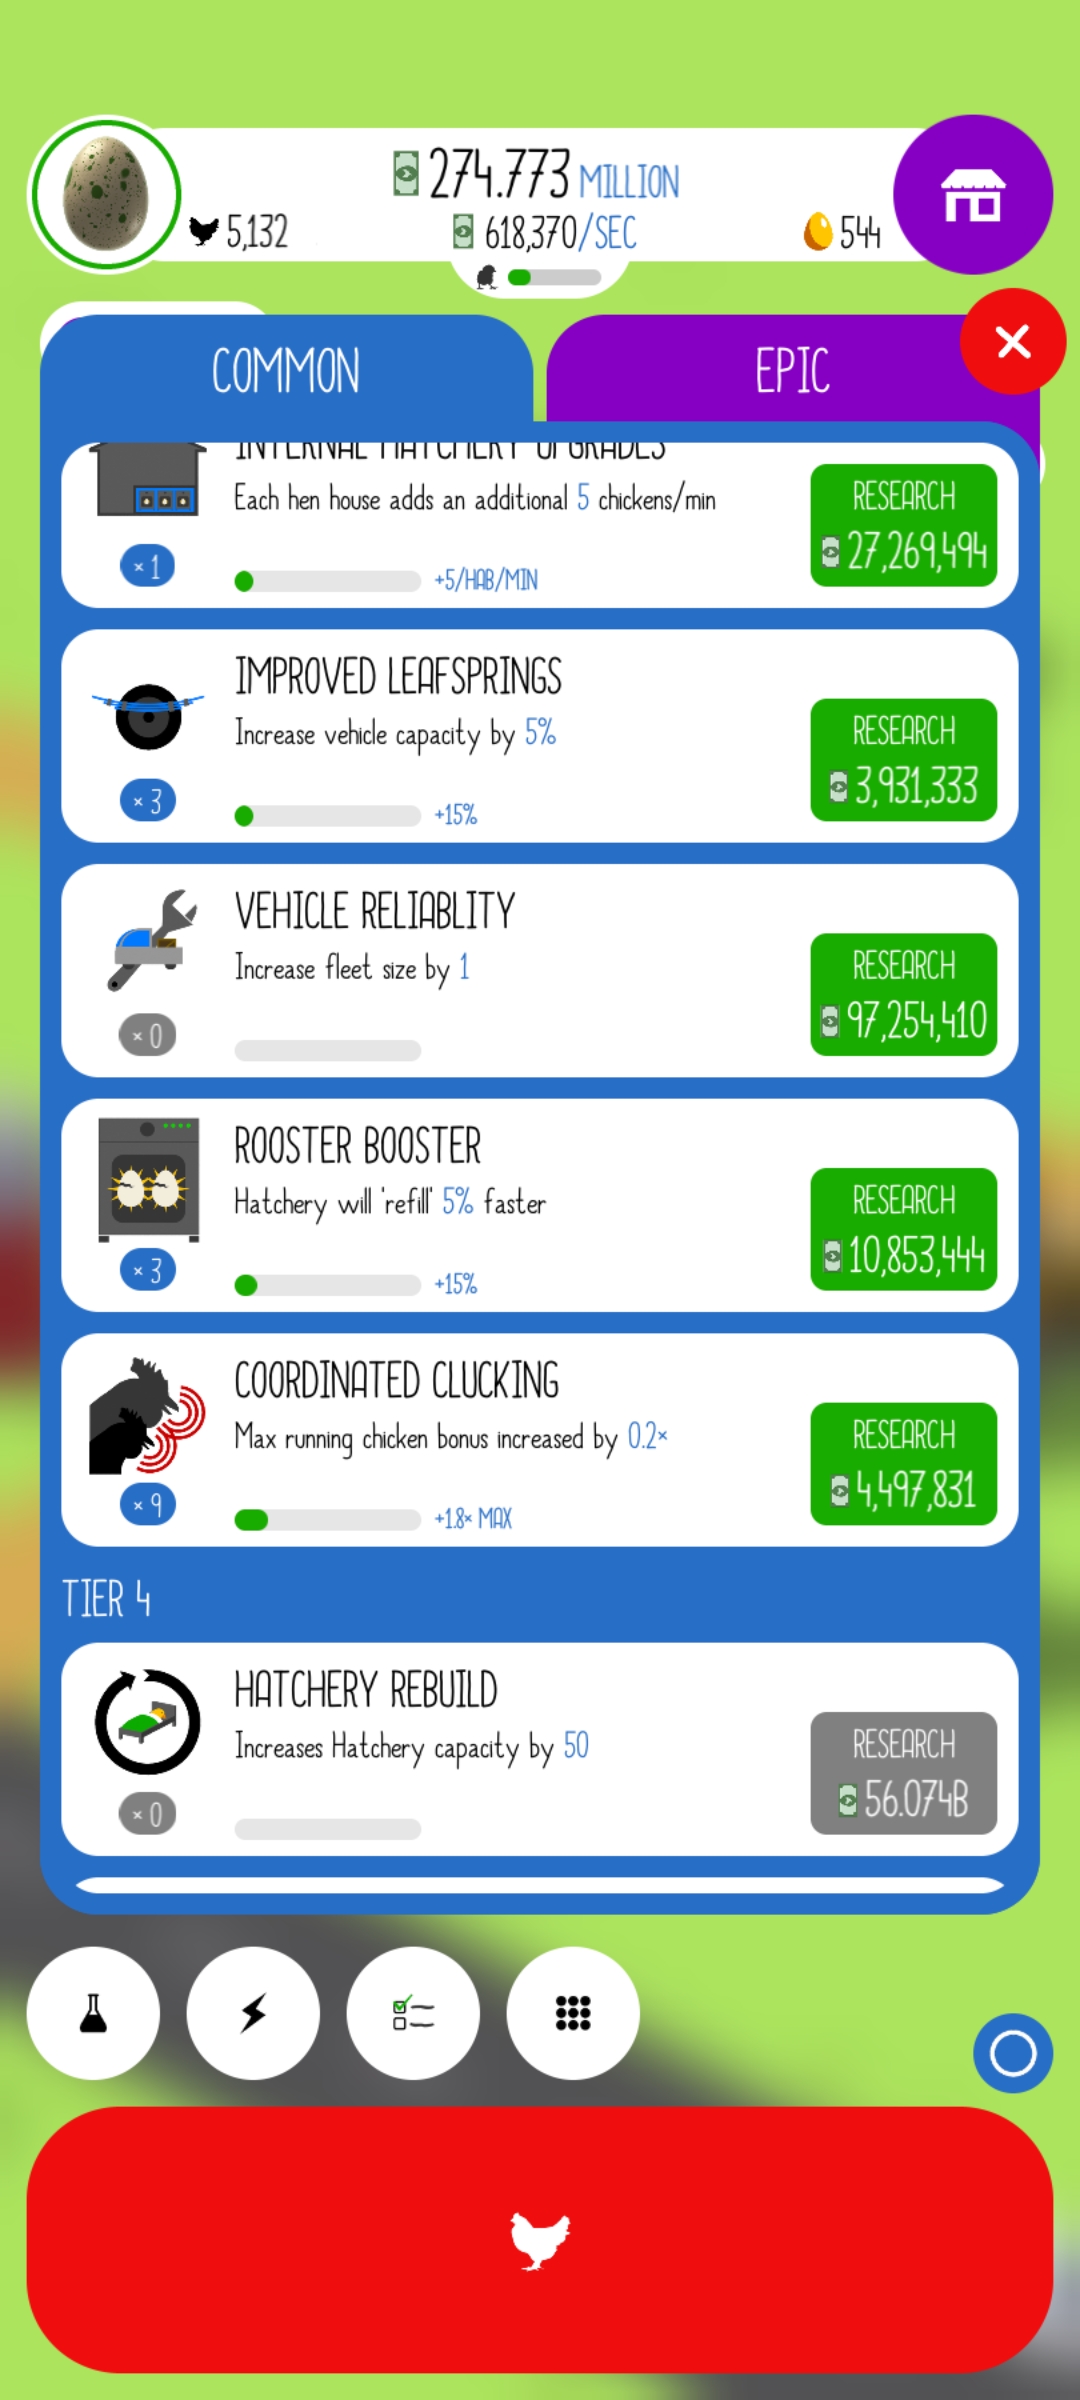 274.773 MILLION
5,132
618,370/SEC
544
COMMON
EPIC
INTERNAL HATCHERY UPGRADES
Each hen house adds an additional 5 chickens/min
RESEARCH
27,269,494
× 1
+5/HAB/MIN
IMPROVED LEAFSPRINGS
Increase vehicle capacity by 5%
RESEARCH
3,931,333
× 3
+15%
VEHICLE RELIABLITY
Increase fleet size by 1
RESEARCH
97,254,410
× 0
ROOSTER BOOSTER
Hatchery will 'refill' 5% faster
RESEARCH
10,853,444
× 3
+15%
COORDINATED CLUCKING
Max running chicken bonus increased by 0.2×
RESEARCH
4,497,831
× 9
+1.8× MAX
TIER 4
HATCHERY REBUILD
Increases Hatchery capacity by 50
RESEARCH
56.074B
× 0